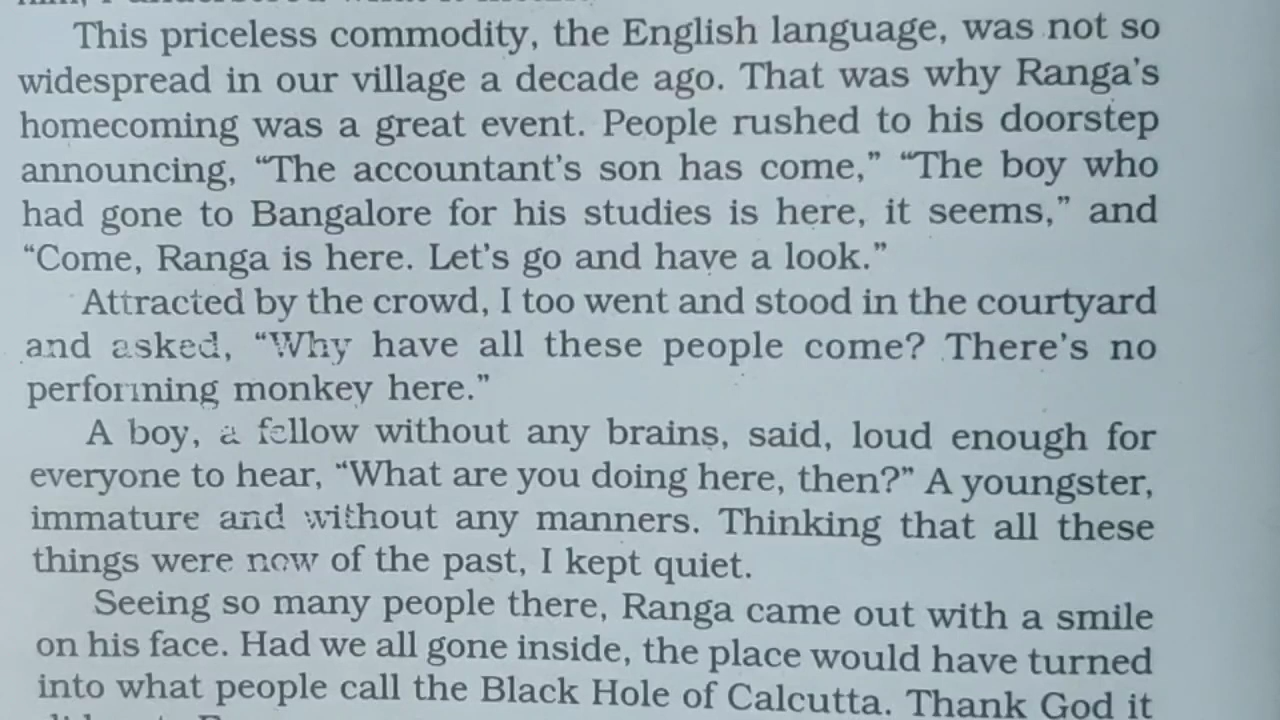 This priceless commodity, the English language, was not so
widespread in our village a decade ago. That was why Ranga's
homecoming was a great event. People rushed to his doorstep
announcing, “The accountant's son has come,” “The boy who
had gone to Bangalore for his studies is here, it seems,” and
“Come, Ranga is here. Let's go and have a look.”
Attracted by the crowd, I too went and stood in the courtyard
and asked, “Why have all these people come? There's no
performing monkey here.”
A boy, a fellow without any brains, said, loud enough for
everyone to hear, “What are you doing here, then?” A youngster,
immature and without any manners. Thinking that all these
things were now of the past, I kept quiet.
Seeing so many people there, Ranga came out with a smile
on his face. Had we all gone inside, the place would have turned
into what people call the Black Hole of Calcutta. Thank God it